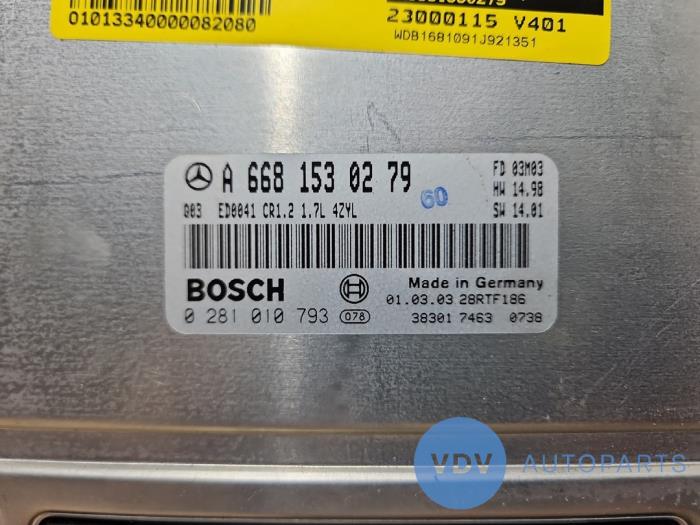 01013340000082080
23000115 V401
WDB1681091J921351
A 668 153 02 79
FD 03M03
HW 14.98
G03 ED0041 CR1.2 1.7L 4ZYL
60
SW 14.01
BOSCH
Made in Germany
01.03.03 28RTF186
0 281 010 793 078
38301 7463 0738
VDV AUTOPARTS